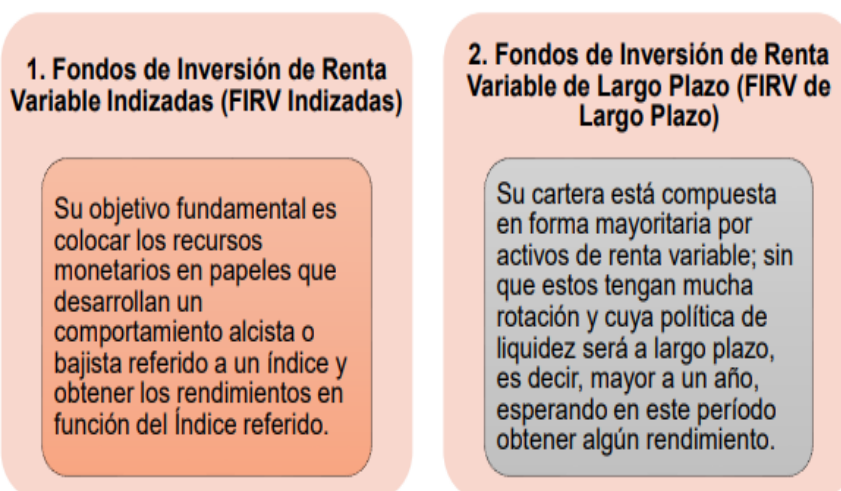 1. Fondos de Inversión de Renta
Variable Indizadas (FIRV Indizadas)
Su objetivo fundamental es
colocar los recursos
monetarios en papeles que
desarrollan un
comportamiento alcista o
bajista referido a un índice y
obtener los rendimientos en
función del Índice referido.
2. Fondos de Inversión de Renta
Variable de Largo Plazo (FIRV de
Largo Plazo)
Su cartera está compuesta
en forma mayoritaria por
activos de renta variable; sin
que estos tengan mucha
rotación y cuya política de
liquidez será a largo plazo,
es decir, mayor a un año,
esperando en este período
obtener algún rendimiento.